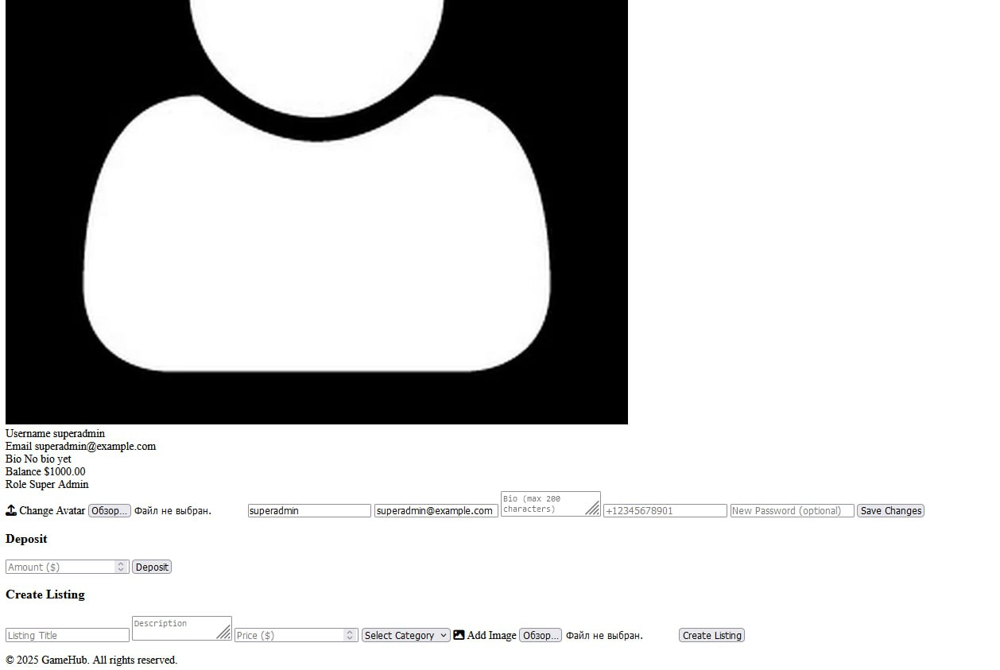 Username superadmin
Email superadmin@example.com
Bio No bio yet
Balance $1000.00
Role Super Admin
Change Avatar Обзор... Файл не выбран. superadmin superadmin@example.com Bio (max 200 characters) +12345678901 New Password (optional) Save Changes
Deposit
Amount ($) Deposit
Create Listing
Listing Title Description Price ($) Select Category Add Image Обзор... Файл не выбран. Create Listing
© 2025 GameHub. All rights reserved.